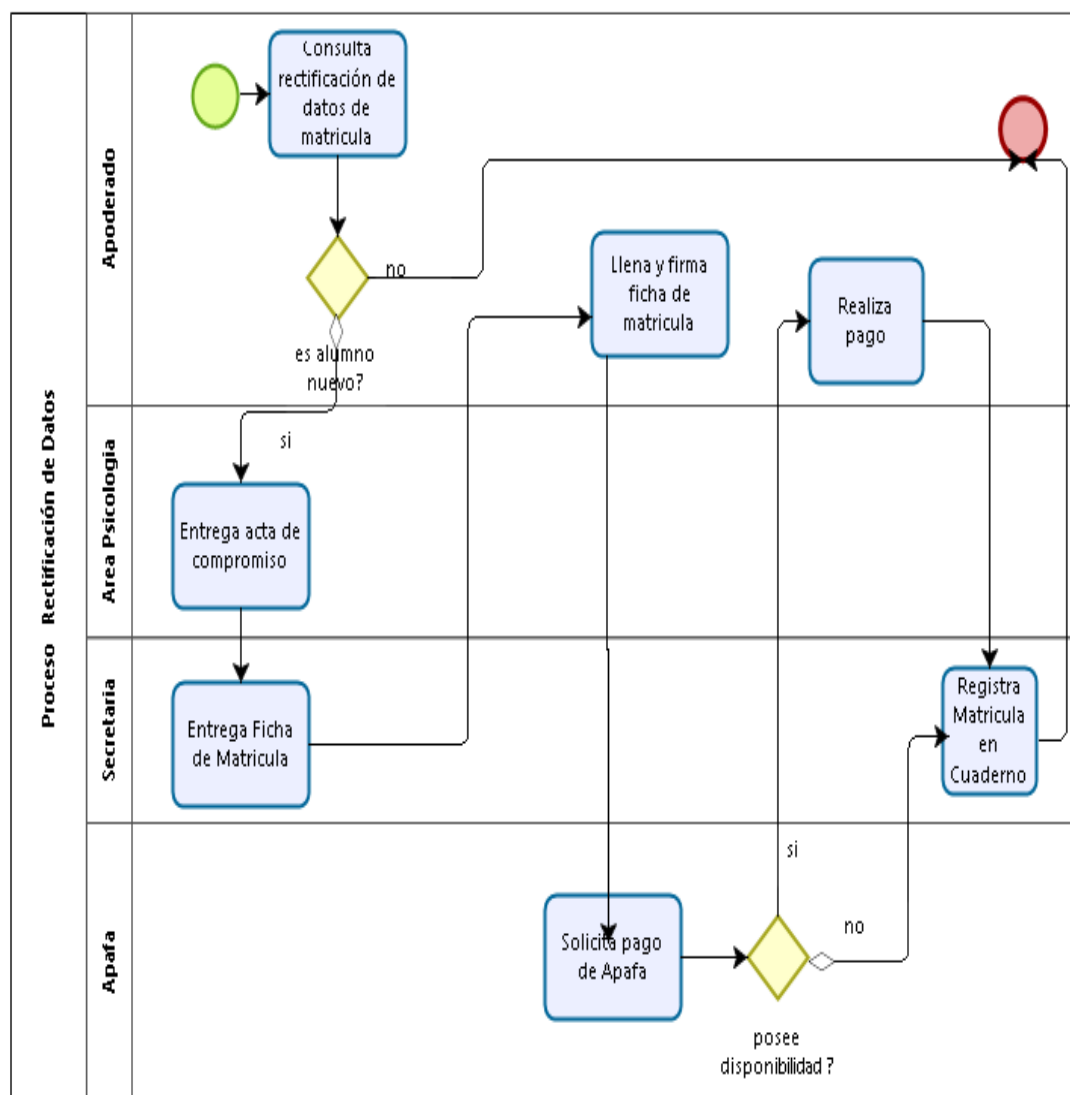 Proceso Rectificación de Datos
Apoderado
Consulta
rectificación de
datos de
matricula
no
es alumno
nuevo?
Llena y firma
ficha de
matricula
Realiza
pago
Area Psicologia
si
Entrega acta de
compromiso
Secretaria
Entrega Ficha
de Matricula
Registra
Matricula
en
Cuaderno
Apafa
Solicita pago
de Apafa
si
no
posee
disponibilidad ?